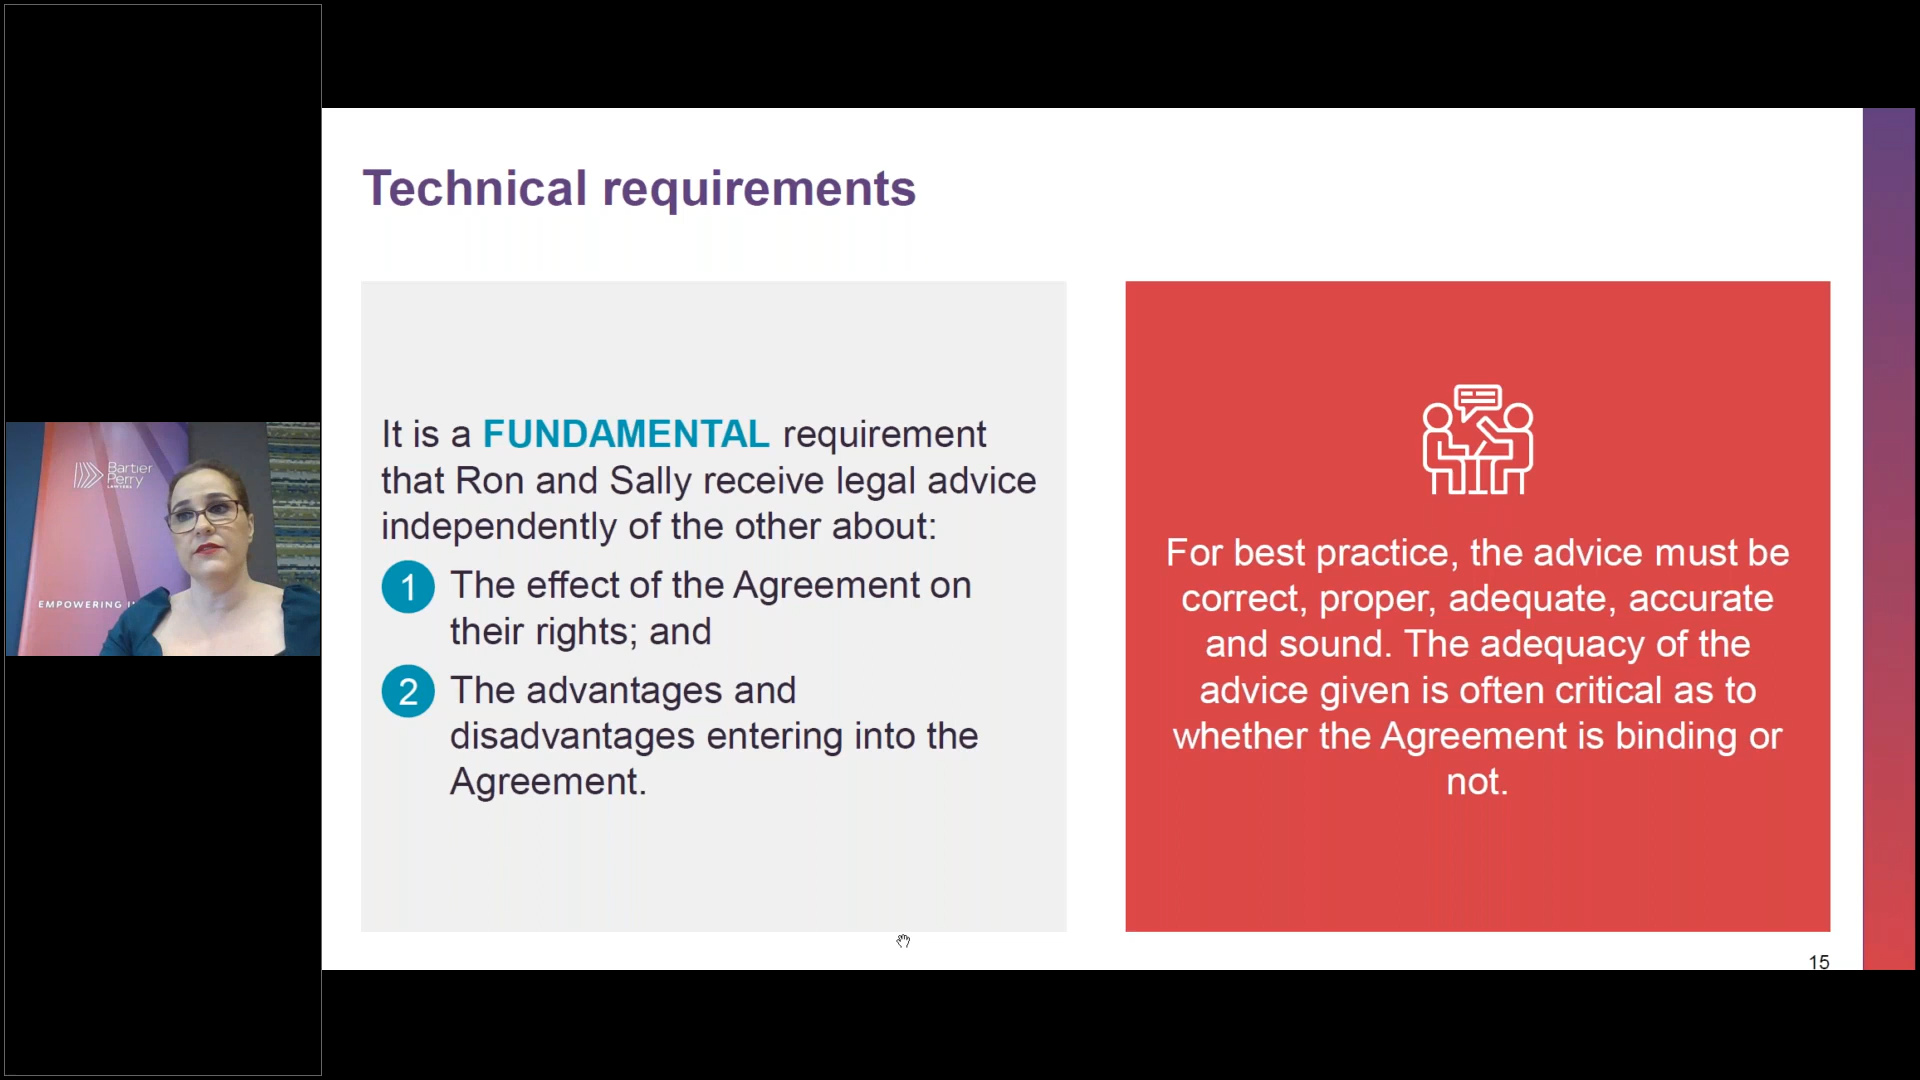 Technical requirements
It is a FUNDAMENTAL requirement
that Ron and Sally receive legal advice
independently of the other about:
1 The effect of the Agreement on
their rights; and
2 The advantages and
disadvantages entering into the
Agreement.
For best practice, the advice must be
correct, proper, adequate, accurate
and sound. The adequacy of the
advice given is often critical as to
whether the Agreement is binding or
not.
15
Bartier
Perry
LAWYERS
EMPOWERING